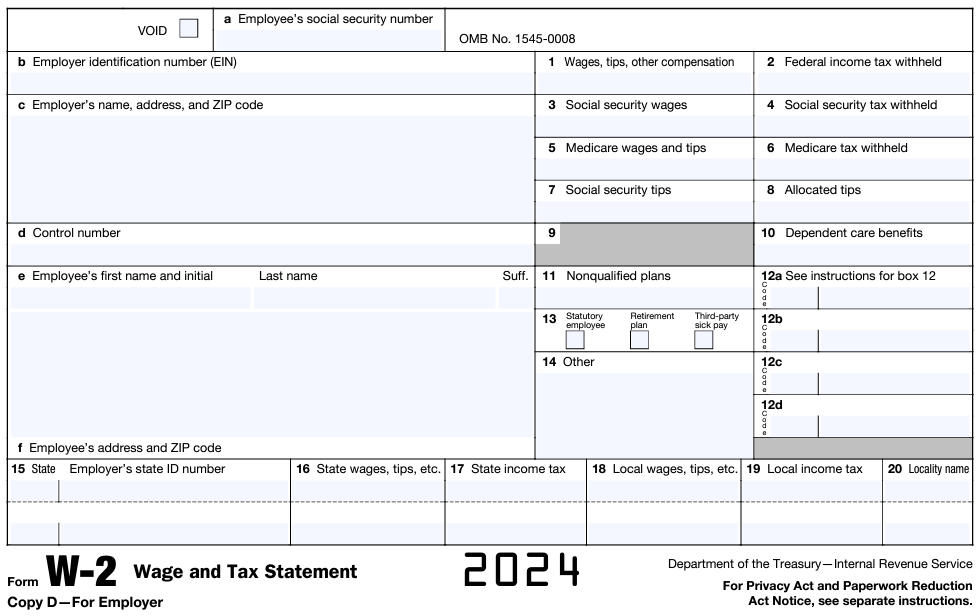 VOID
a Employee's social security number
OMB No. 1545-0008
b Employer identification number (EIN)
1 Wages, tips, other compensation
2 Federal income tax withheld
c Employer's name, address, and ZIP code
3 Social security wages
4 Social security tax withheld
5 Medicare wages and tips
6 Medicare tax withheld
7 Social security tips
8 Allocated tips
d Control number
9
10 Dependent care benefits
e Employee's first name and initial
Last name
Suff.
11 Nonqualified plans
12a See instructions for box 12
Code
13
Statutory
employee
Retirement
plan
Third-party
sick pay
12b
Code
14 Other
12c
Code
12d
Code
f Employee's address and ZIP code
15 State
Employer's state ID number
16 State wages, tips, etc.
17 State income tax
18 Local wages, tips, etc.
19 Local income tax
20 Locality name
Form W-2 Wage and Tax Statement
2024
Department of the Treasury—Internal Revenue Service
For Privacy Act and Paperwork Reduction
Act Notice, see separate instructions.
Copy D—For Employer